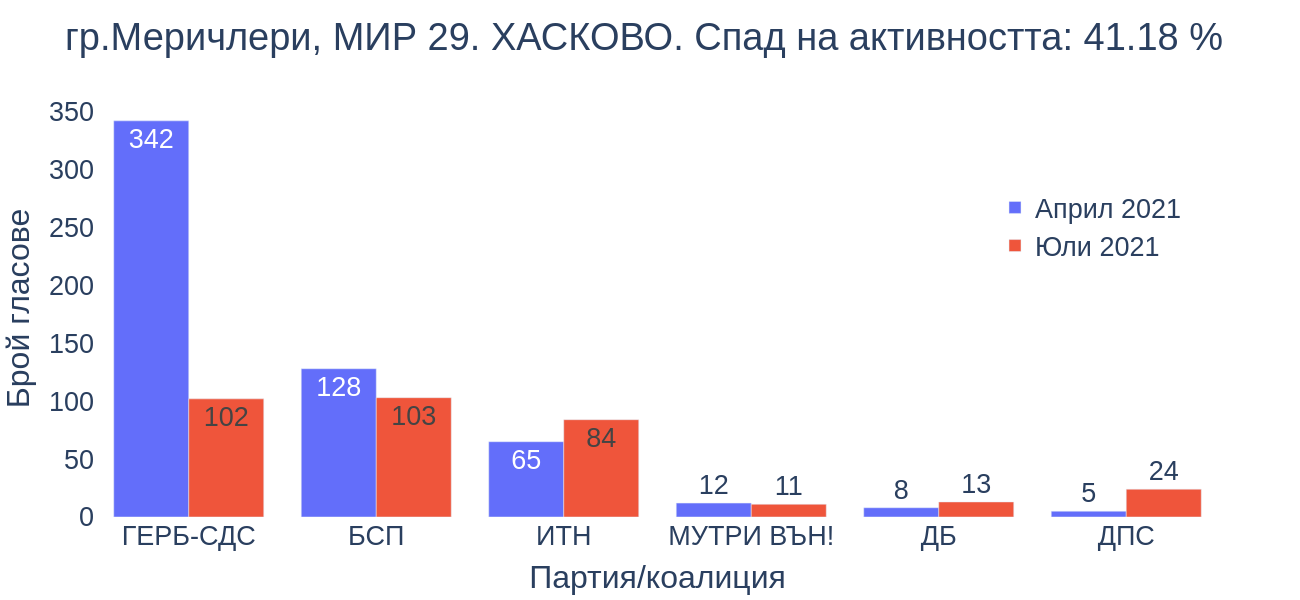 гр.Меричлери, МИР 29. ХАСКОВО. Спад на активността: 41.18 %
Брой гласове
350
300
250
200
150
100
50
0
342
102
128
103
65
84
12
11
8
13
5
24
Април 2021
Юли 2021
ГЕРБ-СДС
БСП
ИТН
МУТРИ ВЪН!
ДБ
ДПС
Партия/коалиция